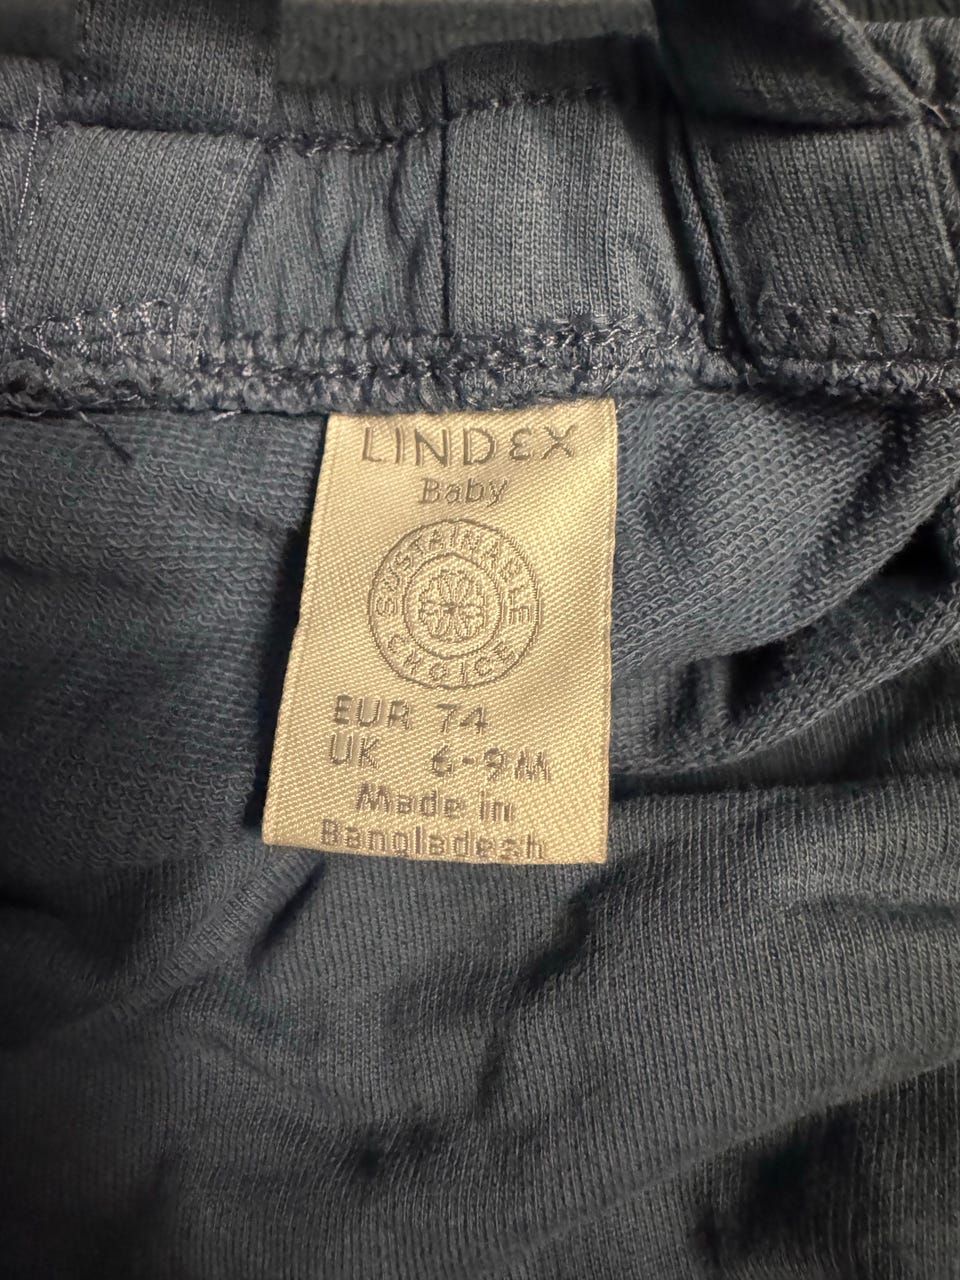 LINDEX
Baby
SUSTAINABLE
CHOICE
EUR 74
UK 6-9M
Made in
Bangladesh